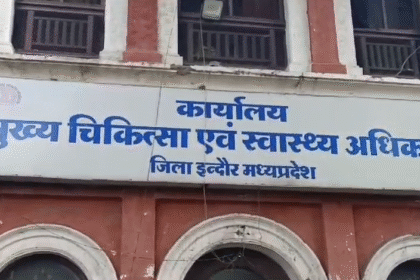 कार्यालय
मुख्य चिकित्सा एवं स्वास्थ्य अधिक
जिला इन्दौर मध्यप्रदेश